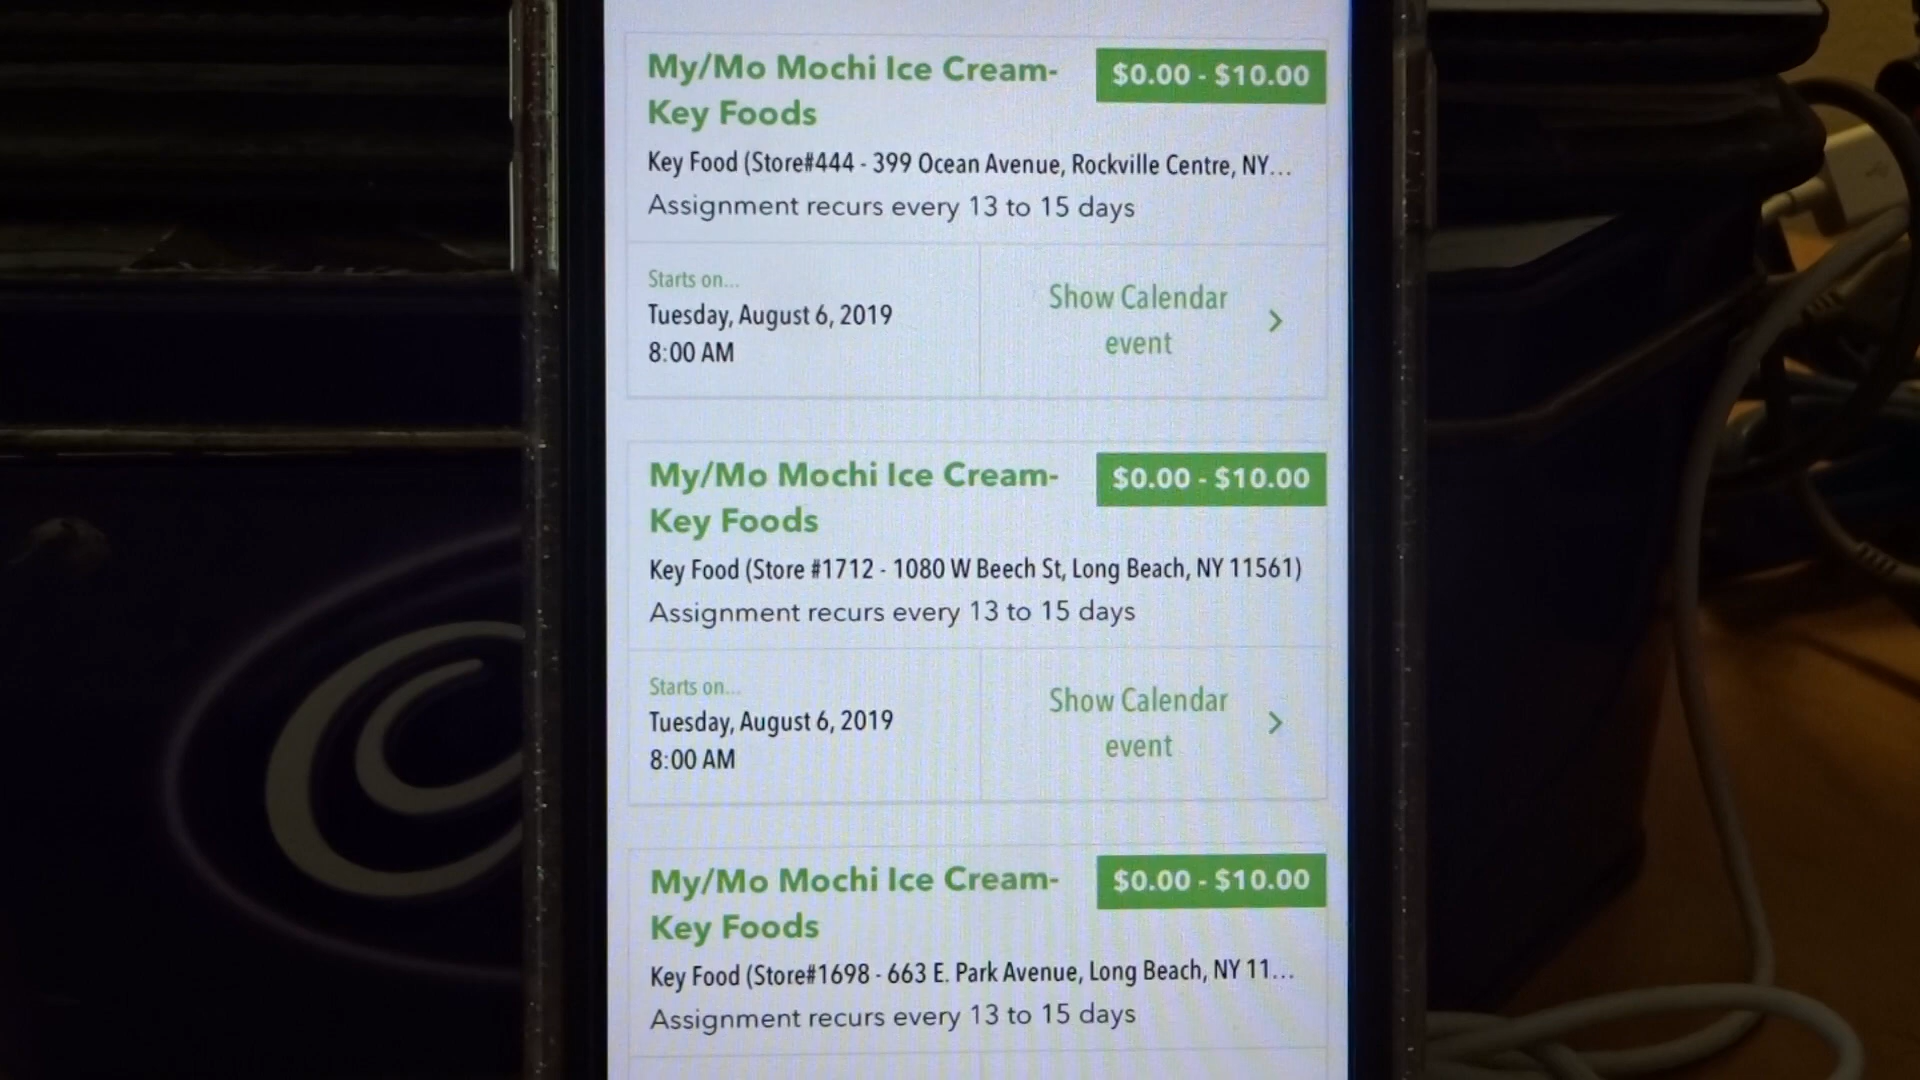 My/Mo Mochi Ice Cream-
Key Foods
$0.00 - $10.00
Key Food (Store#444 - 399 Ocean Avenue, Rockville Centre, NY...
Assignment recurs every 13 to 15 days
Starts on...
Tuesday, August 6, 2019
8:00 AM
Show Calendar
event
My/Mo Mochi Ice Cream-
Key Foods
$0.00 - $10.00
Key Food (Store #1712 - 1080 W Beech St, Long Beach, NY 11561)
Assignment recurs every 13 to 15 days
Starts on...
Tuesday, August 6, 2019
8:00 AM
Show Calendar
event
My/Mo Mochi Ice Cream-
Key Foods
$0.00 - $10.00
Key Food (Store#1698 - 663 E. Park Avenue, Long Beach, NY 11...
Assignment recurs every 13 to 15 days